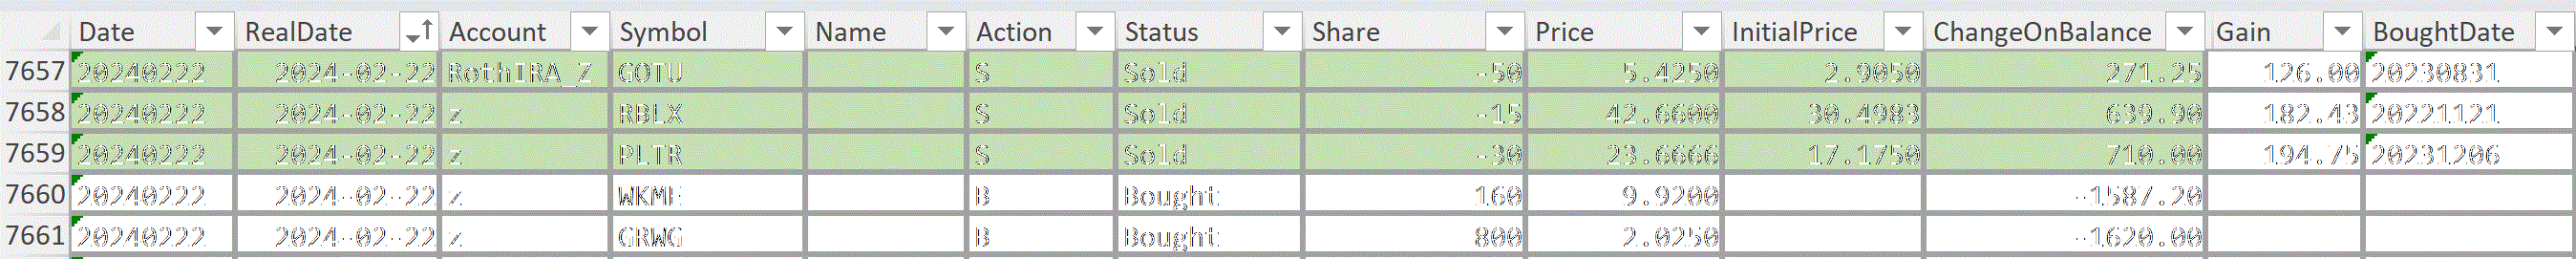 Date RealDate Account Symbol Name Action Status Share Price InitialPrice ChangeOnBalance Gain BoughtDate
7657 20240222 2024-02-22 RothIRA_Z GOTU S Sold -50 5.4250 2.9050 271.25 126.00 20230831
7658 20240222 2024-02-22 z RBLX S Sold -15 42.6600 30.4983 639.90 182.43 20221121
7659 20240222 2024-02-22 z PLTR S Sold -30 23.6666 17.1750 710.00 194.75 20231206
7660 20240222 2024-02-22 z WKME B Bought 160 9.9200 -1587.20
7661 20240222 2024-02-22 z GRWG B Bought 800 2.0250 -1620.00